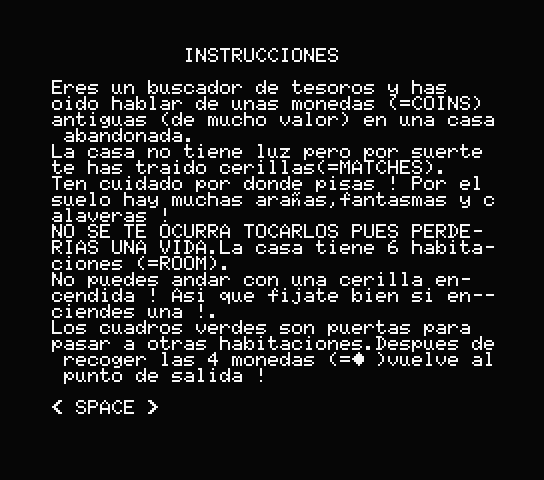 INSTRUCCIONES
Eres un buscador de tesoros y has
oido hablar de unas monedas (=COINS)
antiguas (de mucho valor) en una casa
abandonada.
La casa no tiene luz pero por suerte
te has traido cerillas(=MATCHES).
Ten cuidado por donde pisas ! Por el
suelo hay muchas arañas,fantasmas y c
alaveras !
NO SE TE OCURRA TOCARLOS PUES PERDE-
RIAS UNA VIDA.La casa tiene 6 habita-
ciones (=ROOM).
No puedes andar con una cerilla en-
cendida ! Asi que fijate bien si en--
ciendes una !.
Los cuadros verdes son puertas para
pasar a otras habitaciones.Despues de
recoger las 4 monedas (=♦ )vuelve al
punto de salida !
< SPACE >